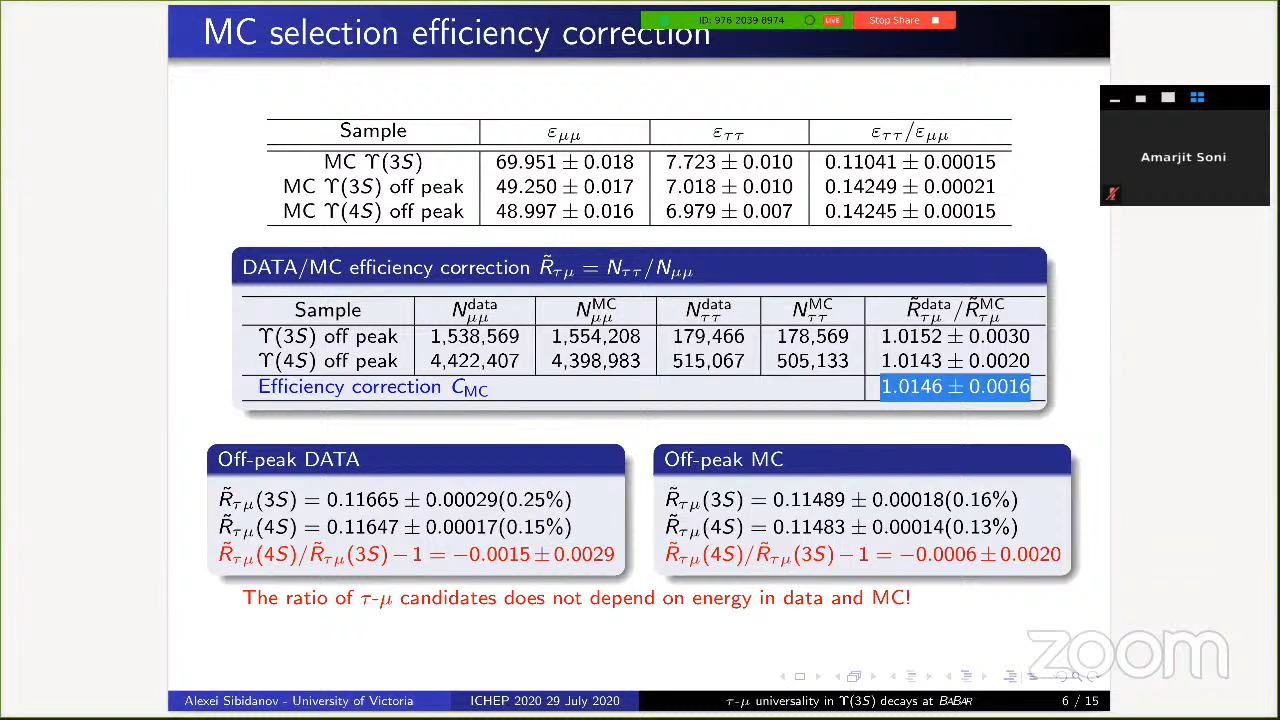 MC selection efficiency correction
ID: 976 2039 8974 LIVE Stop Share
Amarjit Soni
Sample ε_μμ ε_ττ ε_ττ/ε_μμ
MC ϒ(3S) 69.951 ± 0.018 7.723 ± 0.010 0.11041 ± 0.00015
MC ϒ(3S) off peak 49.250 ± 0.017 7.018 ± 0.010 0.14249 ± 0.00021
MC ϒ(4S) off peak 48.997 ± 0.016 6.979 ± 0.007 0.14245 ± 0.00015
DATA/MC efficiency correction R̃_τμ = N_ττ/N_μμ
Sample N_μμ^data N_μμ^MC N_ττ^data N_ττ^MC R̃_τμ^data/R̃_τμ^MC
ϒ(3S) off peak 1,538,569 1,554,208 179,466 178,569 1.0152 ± 0.0030
ϒ(4S) off peak 4,422,407 4,398,983 515,067 505,133 1.0143 ± 0.0020
Efficiency correction C_MC 1.0146 ± 0.0016
Off-peak DATA
R̃_τμ(3S) = 0.11665 ± 0.00029(0.25%)
R̃_τμ(4S) = 0.11647 ± 0.00017(0.15%)
R̃_τμ(4S)/R̃_τμ(3S) − 1 = −0.0015 ± 0.0029
Off-peak MC
R̃_τμ(3S) = 0.11489 ± 0.00018(0.16%)
R̃_τμ(4S) = 0.11483 ± 0.00014(0.13%)
R̃_τμ(4S)/R̃_τμ(3S) − 1 = −0.0006 ± 0.0020
The ratio of τ-μ candidates does not depend on energy in data and MC!
zoom
Alexei Sibidanov - University of Victoria ICHEP 2020 29 July 2020 τ-μ universality in ϒ(3S) decays at BABAR 6 / 15